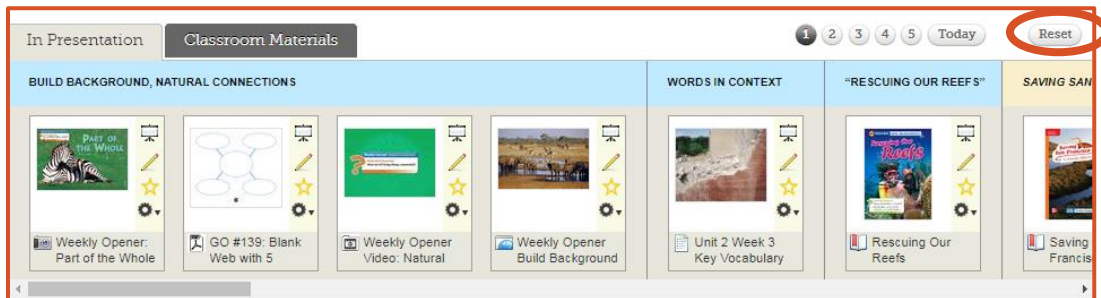 In Presentation
Classroom Materials
1 2 3 4 5 Today
Reset
BUILD BACKGROUND, NATURAL CONNECTIONS
WORDS IN CONTEXT
“RESCUING OUR REEFS”
SAVING SAN
PART OF
THE WHOLE
Rescuing Our
Reefs
Saving
San Francisco
Weekly Opener:
Part of the Whole
GO #139: Blank
Web with 5
Weekly Opener
Video: Natural
Weekly Opener
Build Background
Unit 2 Week 3
Key Vocabulary
Rescuing Our
Reefs
Saving
Francis